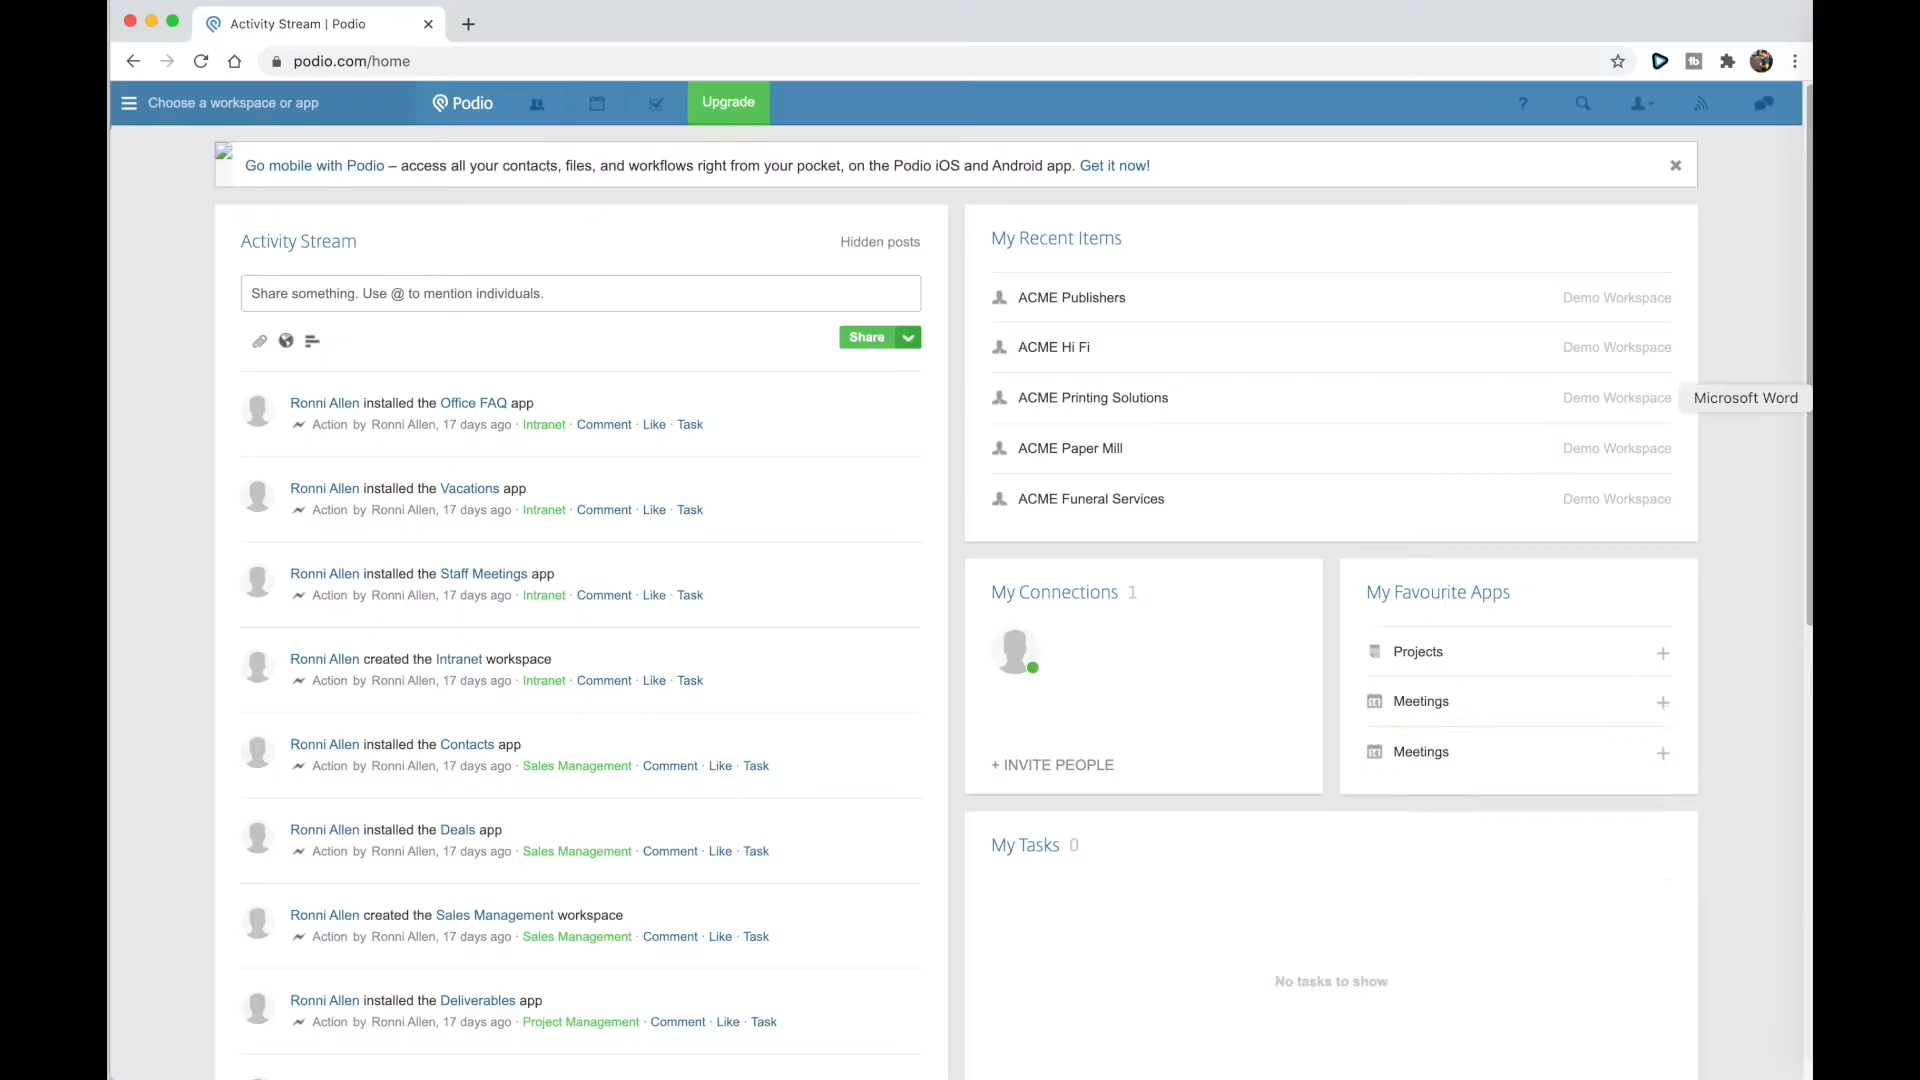 Activity Stream | Podio
podio.com/home
Choose a workspace or app
Podio
Upgrade
?
Go mobile with Podio – access all your contacts, files, and workflows right from your pocket, on the Podio iOS and Android app. Get it now!
Activity Stream
Hidden posts
Share something. Use @ to mention individuals.
Share
Ronni Allen installed the Office FAQ app
Action by Ronni Allen, 17 days ago · Intranet · Comment · Like · Task
Ronni Allen installed the Vacations app
Action by Ronni Allen, 17 days ago · Intranet · Comment · Like · Task
Ronni Allen installed the Staff Meetings app
Action by Ronni Allen, 17 days ago · Intranet · Comment · Like · Task
Ronni Allen created the Intranet workspace
Action by Ronni Allen, 17 days ago · Intranet · Comment · Like · Task
Ronni Allen installed the Contacts app
Action by Ronni Allen, 17 days ago · Sales Management · Comment · Like · Task
Ronni Allen installed the Deals app
Action by Ronni Allen, 17 days ago · Sales Management · Comment · Like · Task
Ronni Allen created the Sales Management workspace
Action by Ronni Allen, 17 days ago · Sales Management · Comment · Like · Task
Ronni Allen installed the Deliverables app
Action by Ronni Allen, 17 days ago · Project Management · Comment · Like · Task
My Recent Items
ACME Publishers Demo Workspace
ACME Hi Fi Demo Workspace
ACME Printing Solutions Demo Workspace
Microsoft Word
ACME Paper Mill Demo Workspace
ACME Funeral Services Demo Workspace
My Connections 1
+ INVITE PEOPLE
My Favourite Apps
Projects
Meetings
Meetings
My Tasks 0
No tasks to show